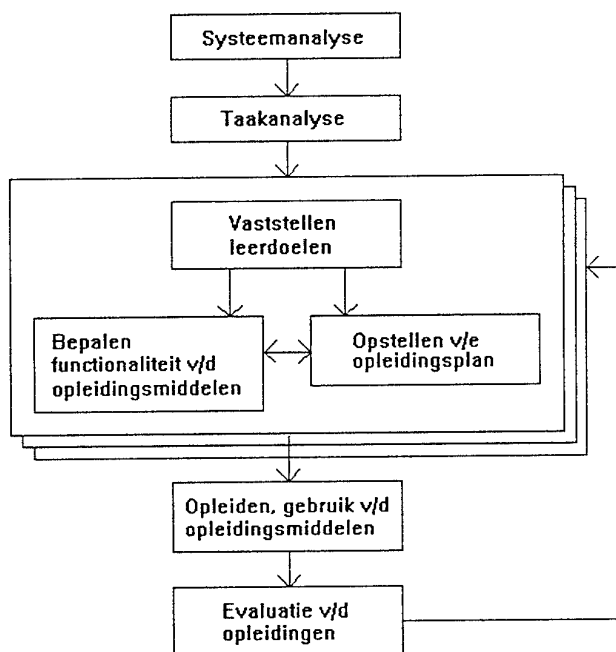 Systeemanalyse
Taakanalyse
Vaststellen
leerdoelen
Bepalen
functionaliteit v/d
opleidingsmiddelen
Opstellen v/e
opleidingsplan
Opleiden, gebruik v/d
opleidingsmiddelen
Evaluatie v/d
opleidingen